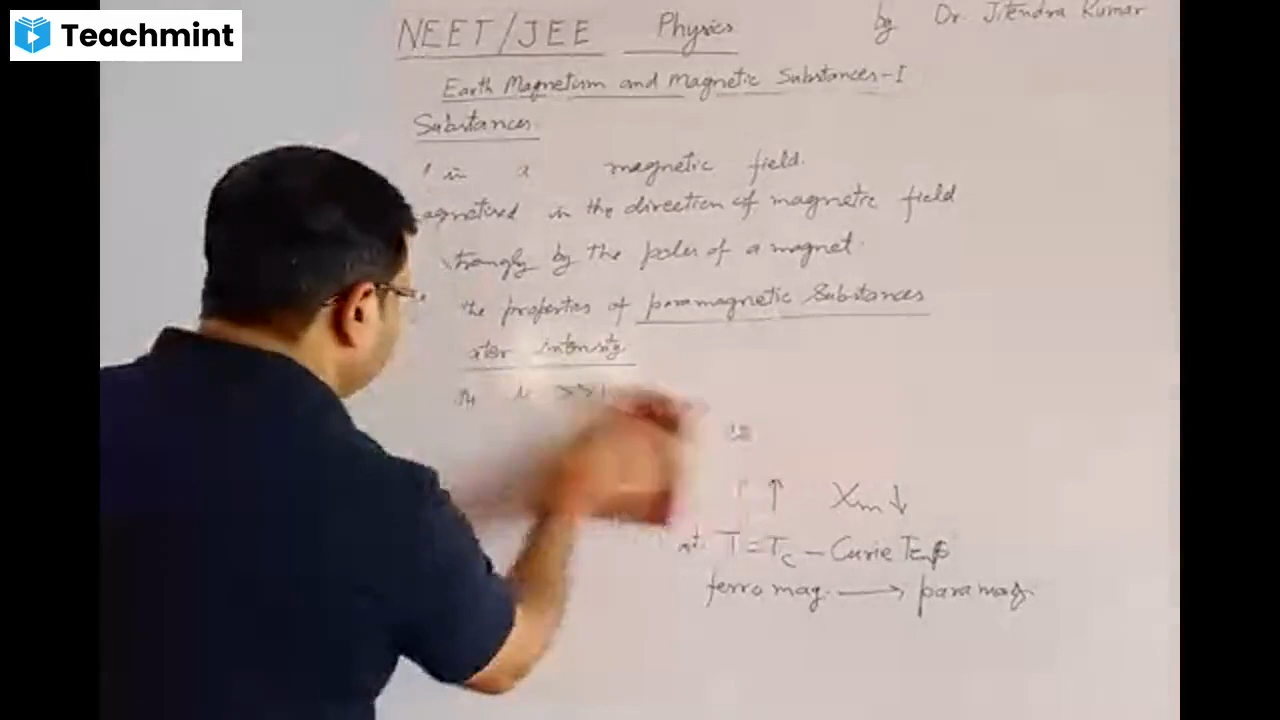 Teachmint
NEET/JEE Physics by Dr. Jitendra Kumar
Earth Magnetism and Magnetic Substances-I
Substances
in a magnetic field.
agnetised in the direction of magnetic field
trongly by the poles of a magnet.
the properties of paramagnetic Substances
intensity
>>1
↑ Xm↓
at T = Tc - Curie Temp
ferro mag. → para mag.